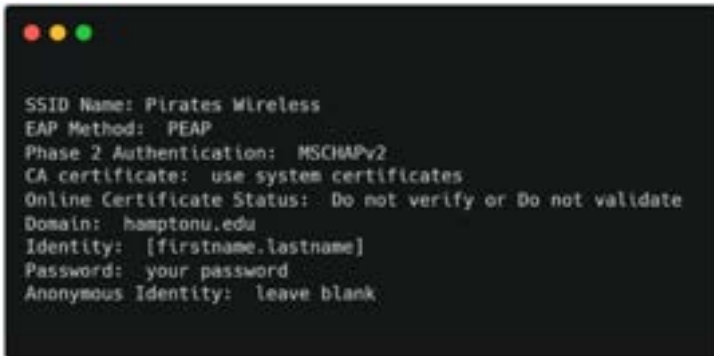 SSID Name: Pirates Wireless
EAP Method:  PEAP
Phase 2 Authentication:  MSCHAPv2
CA certificate:  use system certificates
Online Certificate Status:  Do not verify or Do not validate
Domain:  hamptonu.edu
Identity:  [firstname.lastname]
Password:  your password
Anonymous Identity:  leave blank